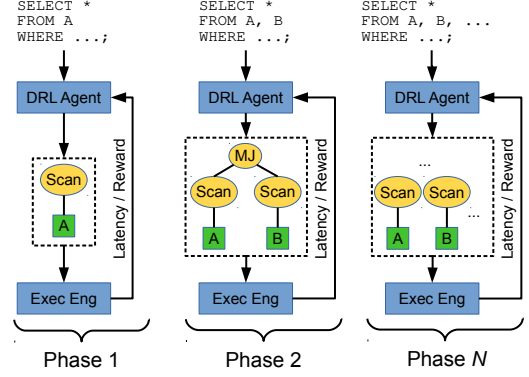 SELECT *
FROM A
WHERE ...;
DRL Agent
Scan
A
Exec Eng
Latency / Reward
Phase 1
SELECT *
FROM A, B
WHERE ...;
DRL Agent
MJ
Scan Scan
A B
Exec Eng
Latency / Reward
Phase 2
SELECT *
FROM A, B, ...
WHERE ...;
DRL Agent
...
Scan Scan
...
A B
Exec Eng
Latency / Reward
Phase N